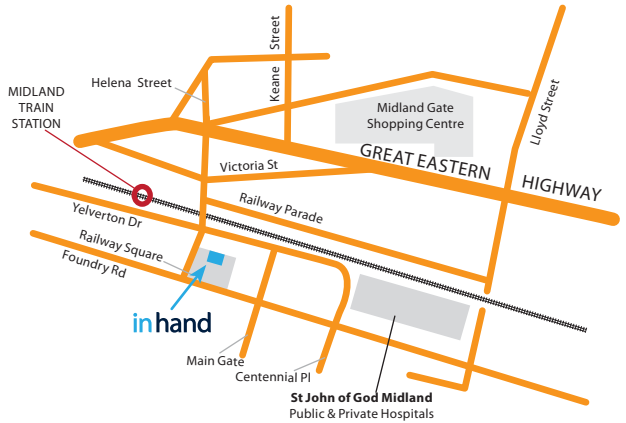 Street
Keane
Helena Street
MIDLAND
TRAIN
STATION
Midland Gate
Shopping Centre
Lloyd Street
GREAT EASTERN HIGHWAY
Victoria St
Railway Parade
Yelverton Dr
Railway Square
Foundry Rd
in hand
Main Gate
Centennial Pl
St John of God Midland
Public & Private Hospitals